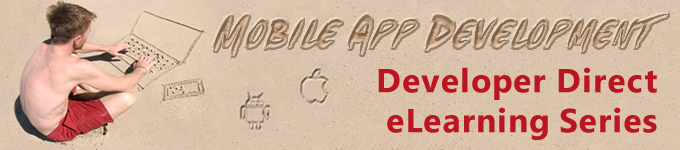 Mobile App Development
Developer Direct
eLearning Series